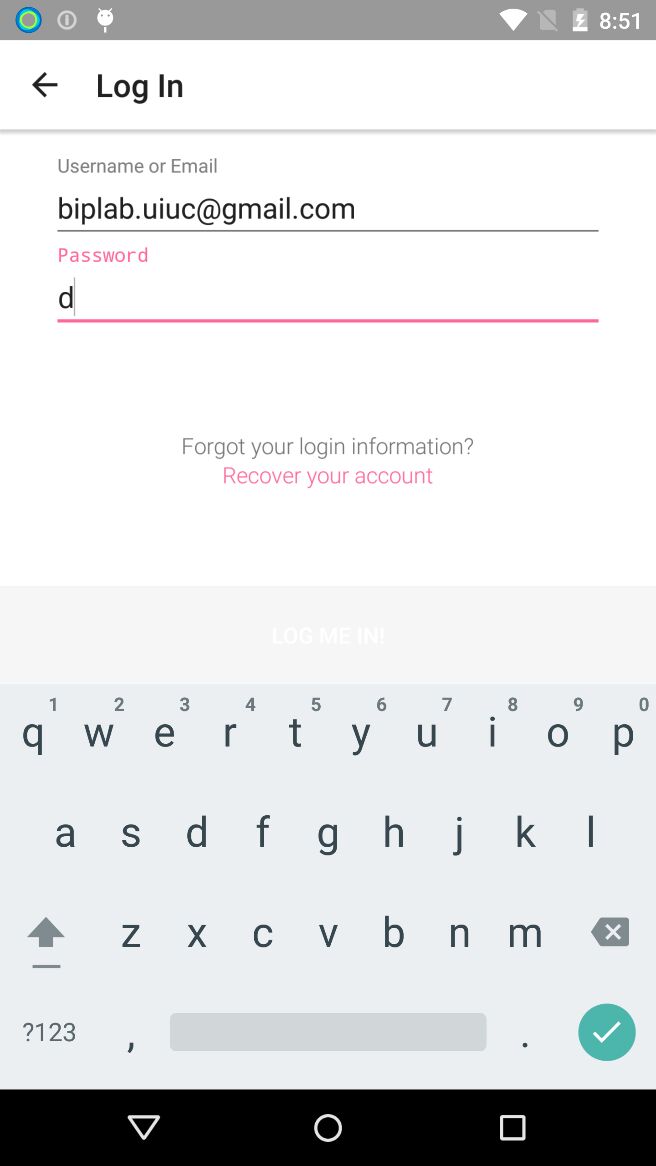 8:51
Log In
Username or Email
biplab.uiuc@gmail.com
Password
d
Forgot your login information?
Recover your account
LOG ME IN!
1 2 3 4 5 6 7 8 9 0
q w e r t y u i o p
a s d f g h j k l
z x c v b n m
?123 , .